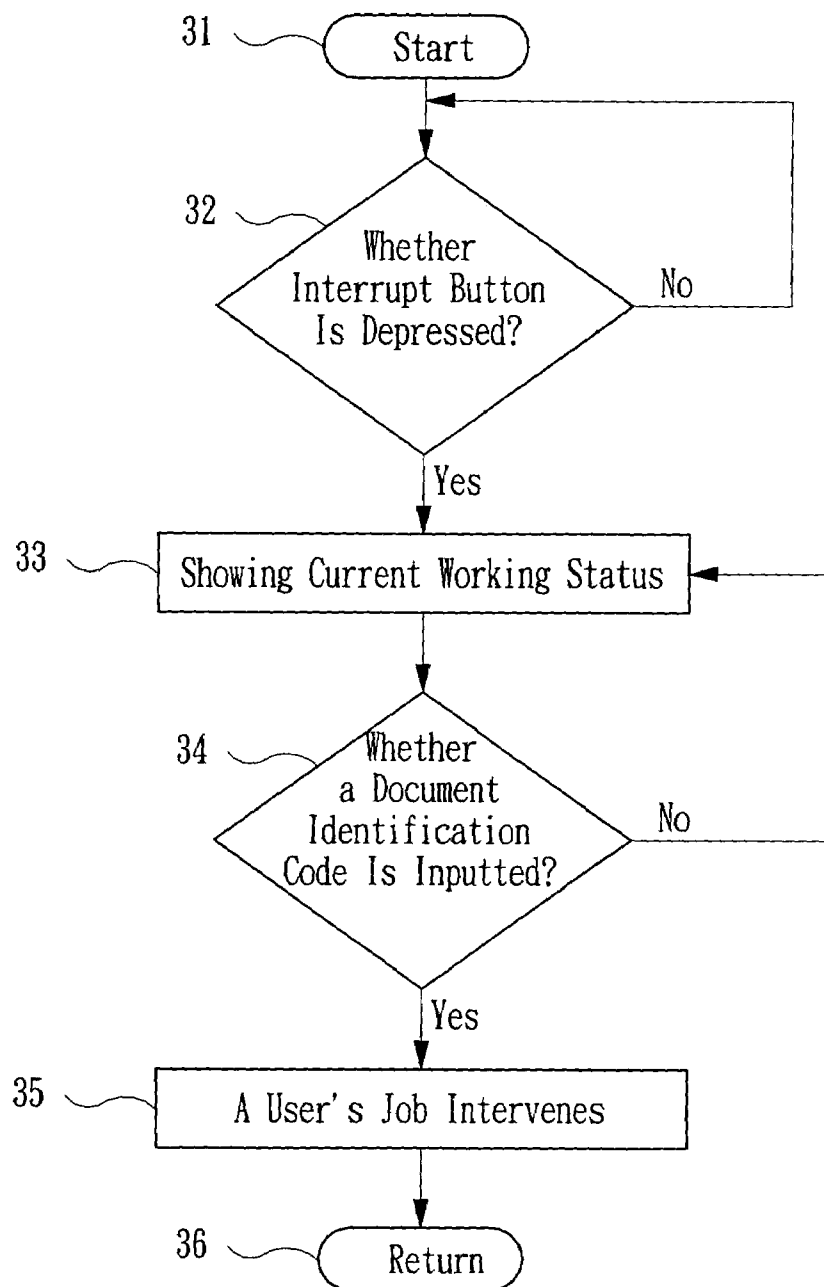 31
Start
32
Whether
Interrupt Button
Is Depressed?
No
Yes
33
Showing Current Working Status
34
Whether
a Document
Identification
Code Is Inputted?
No
Yes
35
A User's Job Intervenes
36
Return